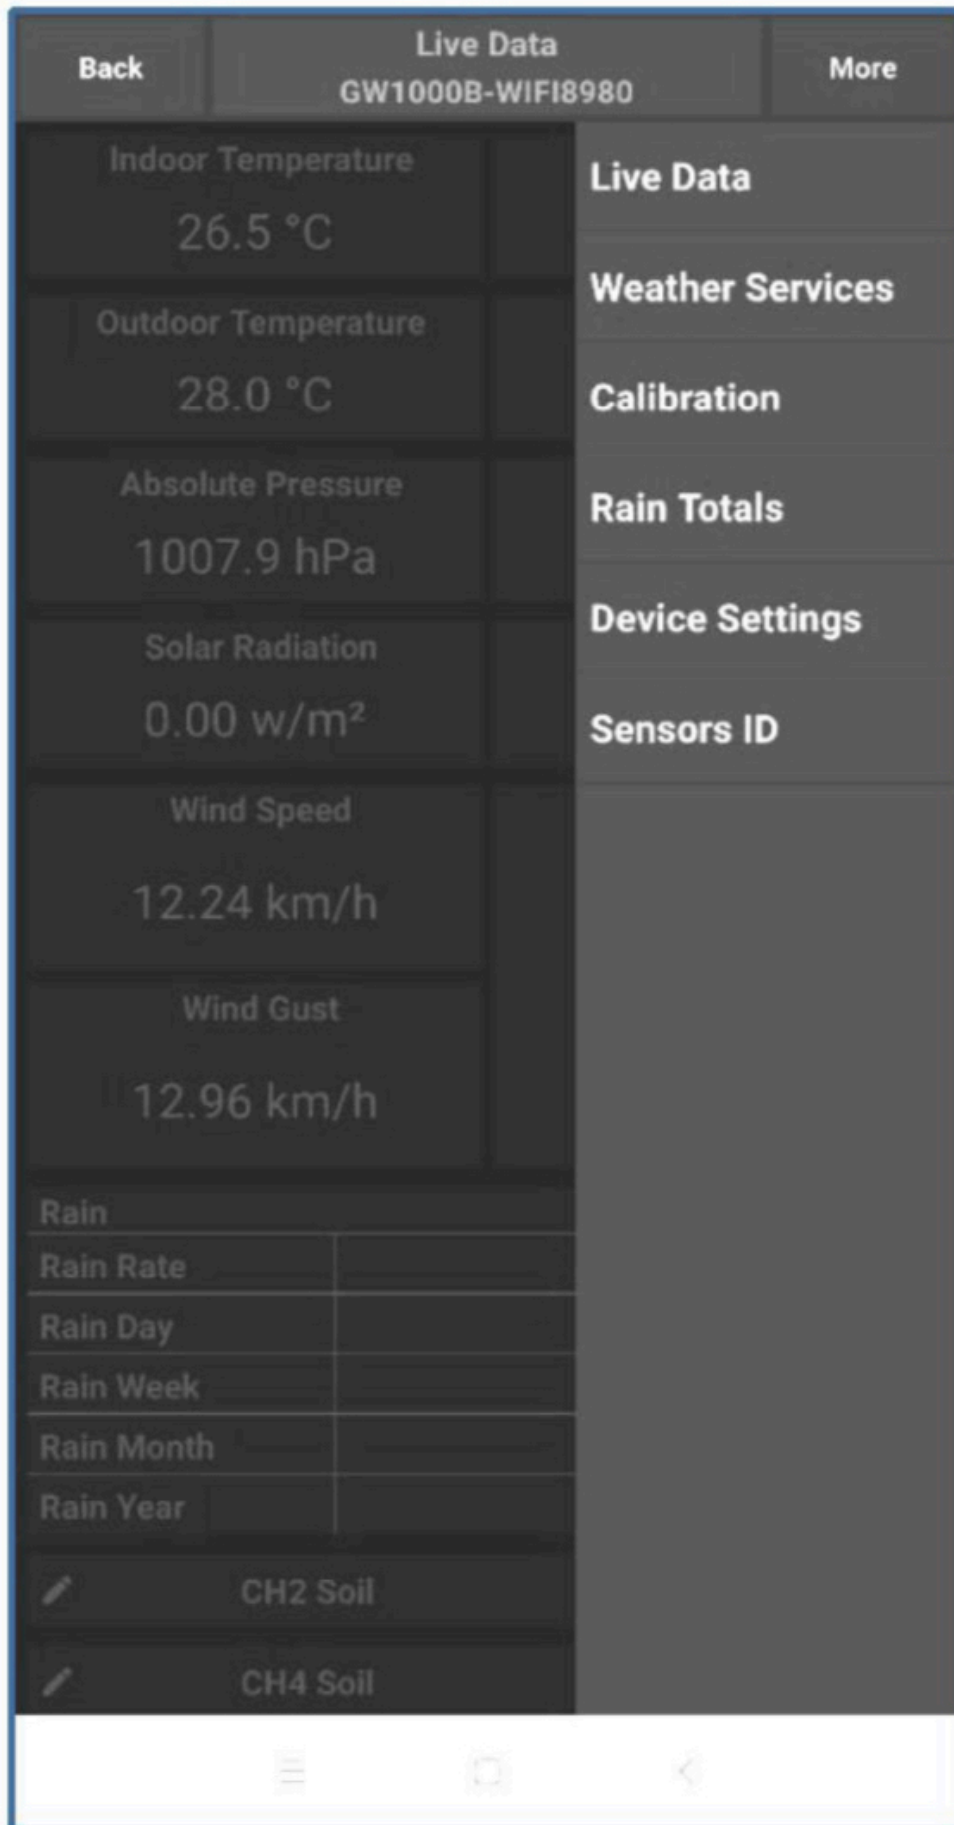 Back
Live Data
GW1000B-WIFI8980
More
Indoor Temperature
26.5 °C
Outdoor Temperature
28.0 °C
Absolute Pressure
1007.9 hPa
Solar Radiation
0.00 w/m²
Wind Speed
12.24 km/h
Wind Gust
12.96 km/h
Rain
Rain Rate
Rain Day
Rain Week
Rain Month
Rain Year
CH2 Soil
CH4 Soil
Live Data
Weather Services
Calibration
Rain Totals
Device Settings
Sensors ID